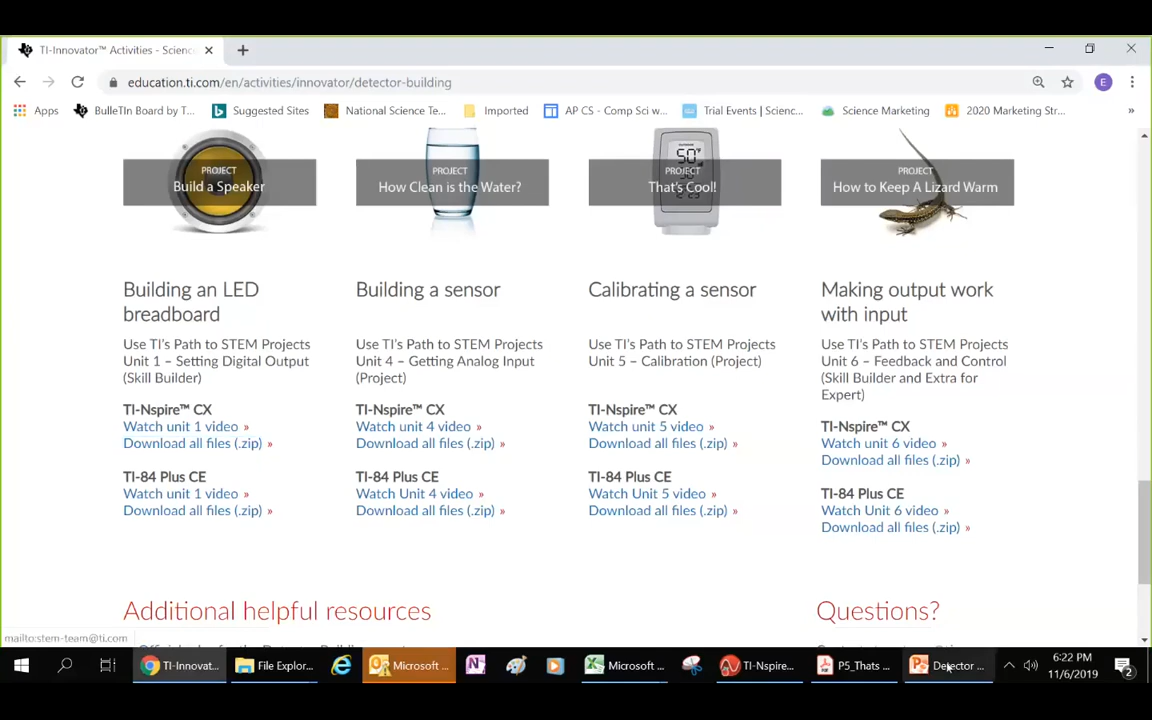 TI-Innovator™ Activities - Scienc
education.ti.com/en/activities/innovator/detector-building
E
Apps BulleTIn Board by T... Suggested Sites National Science Te... Imported AP CS - Comp Sci w... Trial Events | Scienc... Science Marketing 2020 Marketing Str... »
PROJECT
Build a Speaker
PROJECT
How Clean is the Water?
50°
PROJECT
That's Cool!
PROJECT
How to Keep A Lizard Warm
Building an LED
breadboard
Use TI's Path to STEM Projects
Unit 1 – Setting Digital Output
(Skill Builder)
TI-Nspire™ CX
Watch unit 1 video »
Download all files (.zip) »
TI-84 Plus CE
Watch unit 1 video »
Download all files (.zip) »
Building a sensor
Use TI's Path to STEM Projects
Unit 4 – Getting Analog Input
(Project)
TI-Nspire™ CX
Watch unit 4 video »
Download all files (.zip) »
TI-84 Plus CE
Watch Unit 4 video »
Download all files (.zip) »
Calibrating a sensor
Use TI's Path to STEM Projects
Unit 5 – Calibration (Project)
TI-Nspire™ CX
Watch unit 5 video »
Download all files (.zip) »
TI-84 Plus CE
Watch Unit 5 video »
Download all files (.zip) »
Making output work
with input
Use TI's Path to STEM Projects
Unit 6 – Feedback and Control
(Skill Builder and Extra for
Expert)
TI-Nspire™ CX
Watch unit 6 video »
Download all files (.zip) »
TI-84 Plus CE
Watch Unit 6 video »
Download all files (.zip) »
Additional helpful resources
Questions?
mailto:stem-team@ti.com
TI-Innovat... File Explor... Microsoft ... Microsoft ... TI-Nspire... P5_Thats ... Detector ...
6:22 PM
11/6/2019
2